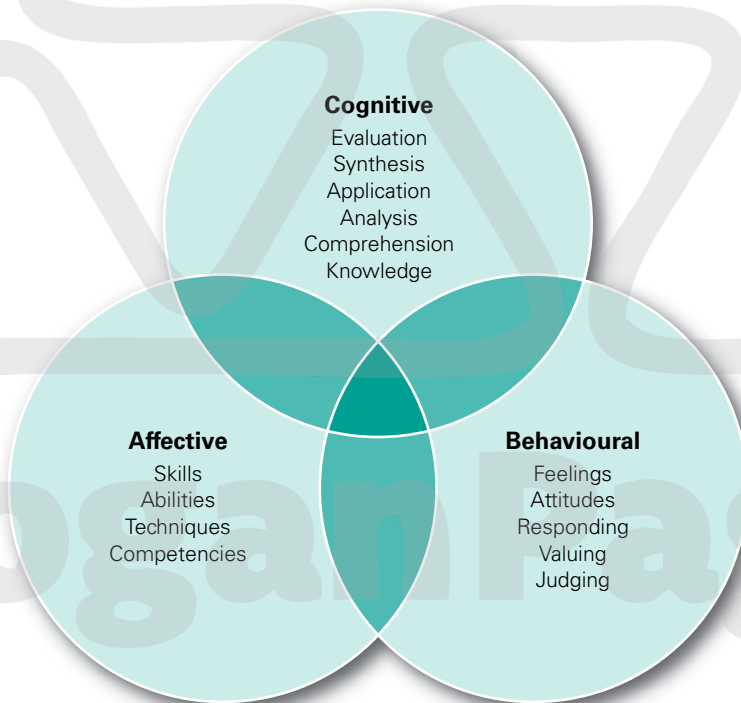 Cognitive
Evaluation
Synthesis
Application
Analysis
Comprehension
Knowledge
Affective
Skills
Abilities
Techniques
Competencies
Behavioural
Feelings
Attitudes
Responding
Valuing
Judging